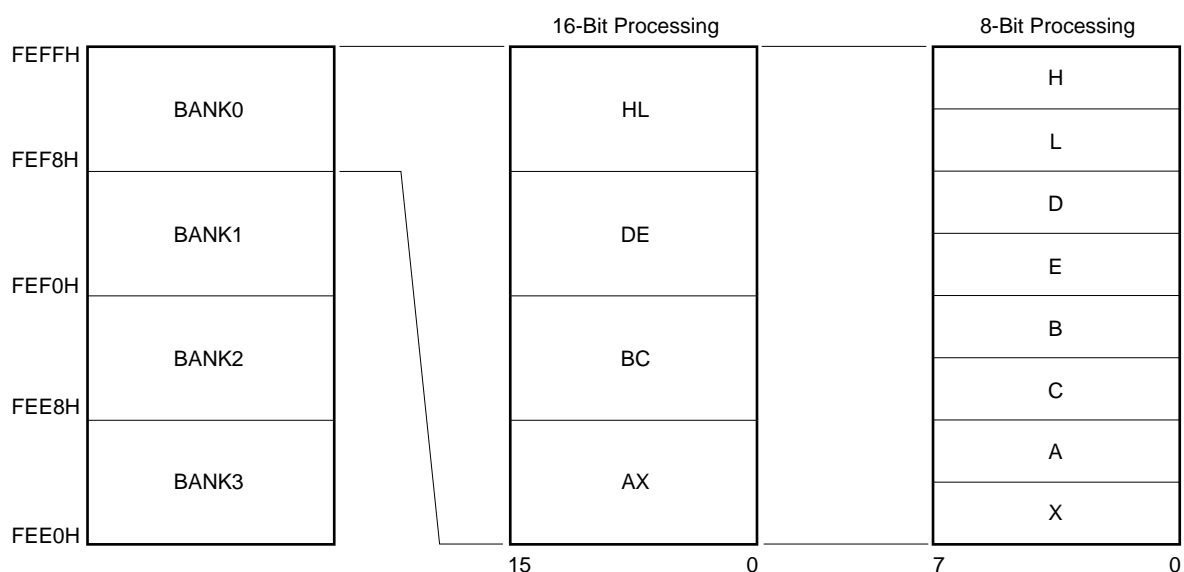 16-Bit Processing
8-Bit Processing
FEFFH
BANK0
FEF8H
BANK1
FEF0H
BANK2
FEE8H
BANK3
FEE0H
HL
DE
BC
AX
15 0
H
L
D
E
B
C
A
X
7 0